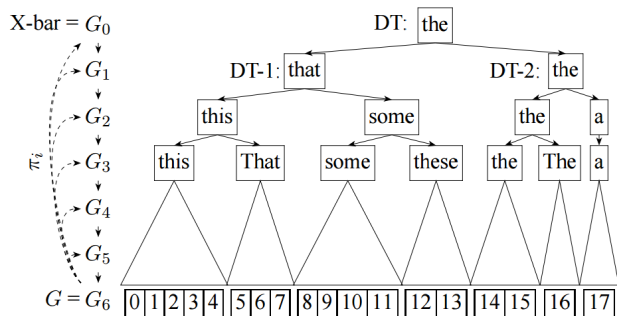 X-bar = G₀ DT: the
G₁ DT-1: that DT-2: the
G₂ this some the a
πᵢ G₃ this That some these the The a
G₄
G₅
G = G₆ 0 1 2 3 4 5 6 7 8 9 10 11 12 13 14 15 16 17